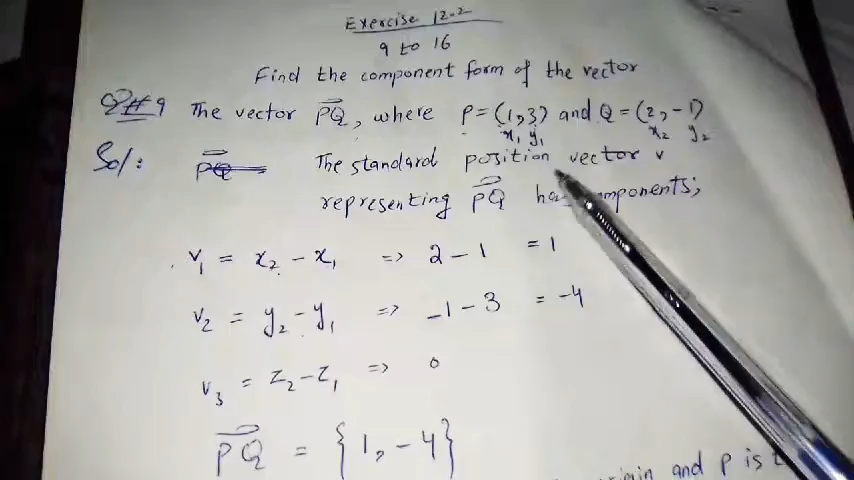 Exercise 12.2
9 to 16
Find the component form of the vector
Q#9 The vector PQ, where P=(1,3) and Q=(2,-1)
x₁ y₁ x₂ y₂
Sol: PQ The standard position vector v
representing PQ components;
v₁ = x₂ - x₁ => 2 - 1 = 1
v₂ = y₂ - y₁ => -1 - 3 = -4
v₃ = z₂ - z₁ => 0
PQ = {1, -4}
and P is